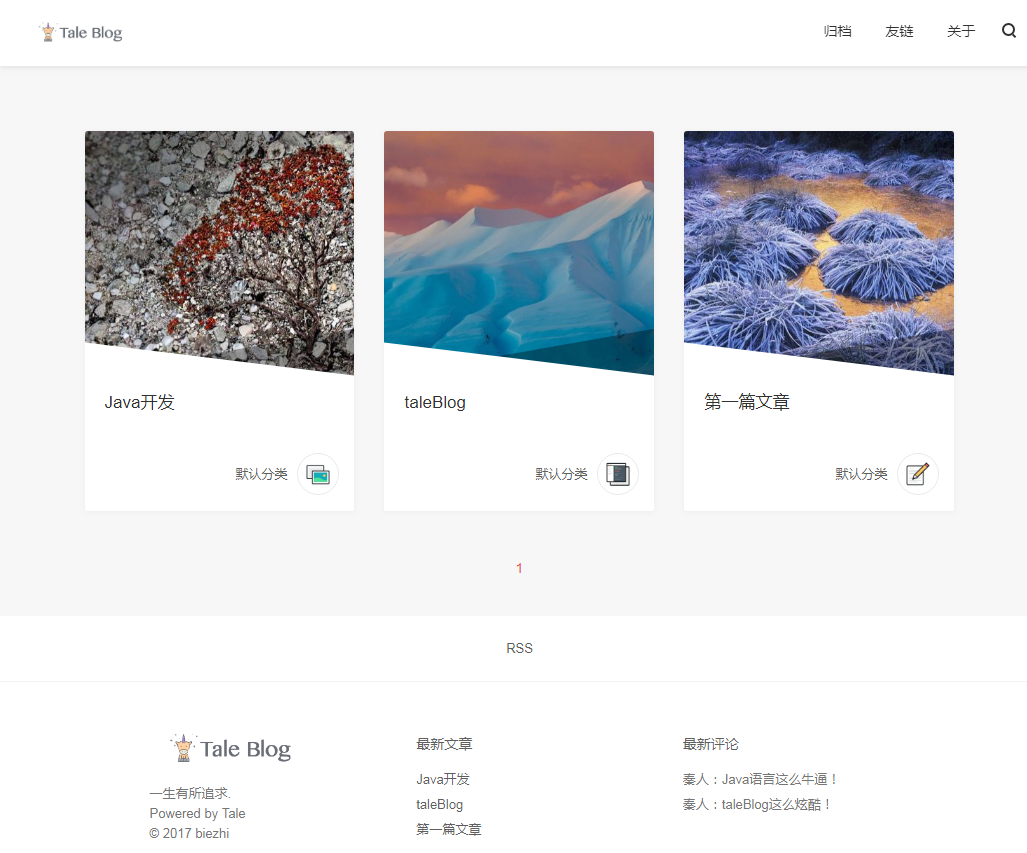 Tale Blog
归档 友链 关于
Java开发
默认分类
taleBlog
默认分类
第一篇文章
默认分类
1
RSS
Tale Blog
一生有所追求.
Powered by Tale
© 2017 biezhi
最新文章
Java开发
taleBlog
第一篇文章
最新评论
秦人：Java语言这么牛逼！
秦人：taleBlog这么炫酷！